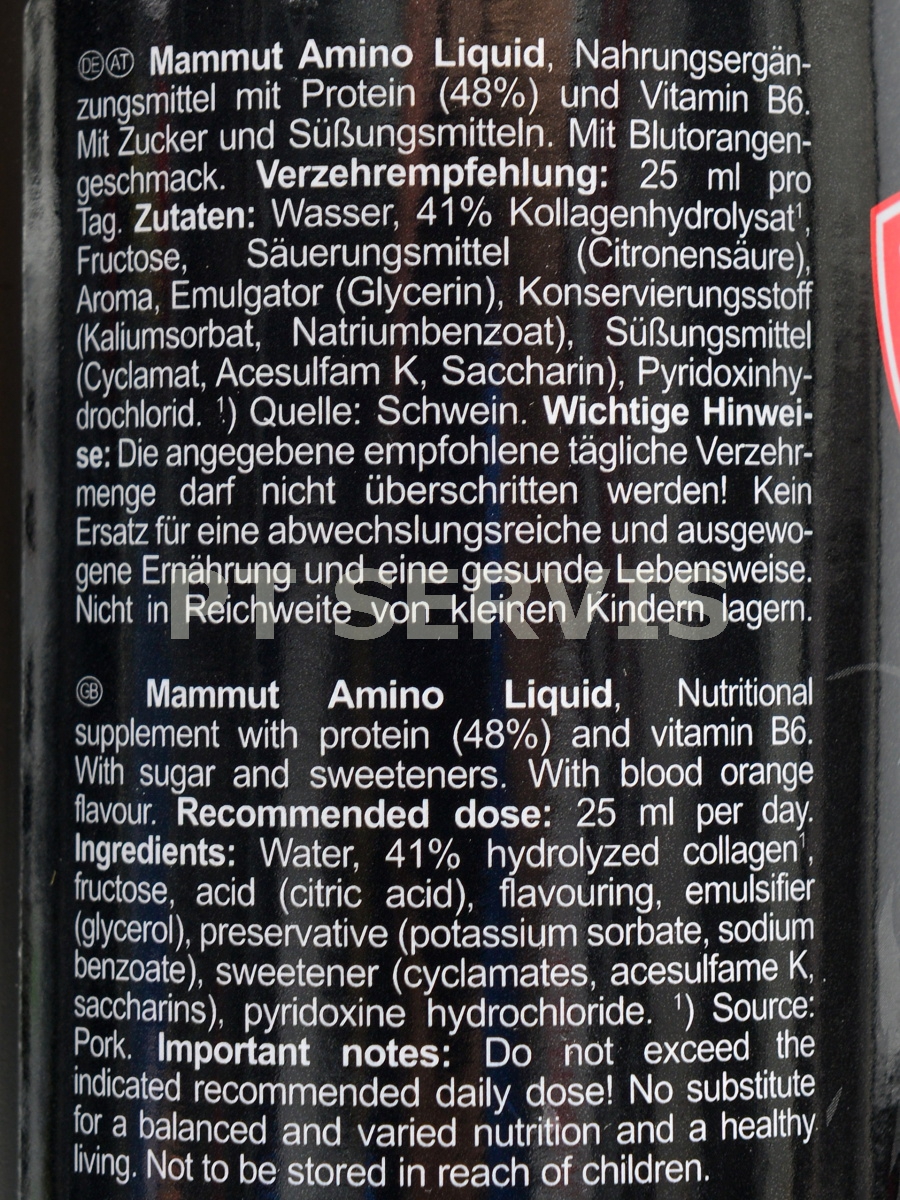 DE AT Mammut Amino Liquid, Nahrungsergän-
zungsmittel mit Protein (48%) und Vitamin B6.
Mit Zucker und Süßungsmitteln. Mit Blutorangen-
geschmack. Verzehrempfehlung: 25 ml pro
Tag. Zutaten: Wasser, 41% Kollagenhydrolysat¹,
Fructose, Säuerungsmittel (Citronensäure),
Aroma, Emulgator (Glycerin), Konservierungsstoff
(Kaliumsorbat, Natriumbenzoat), Süßungsmittel
(Cyclamat, Acesulfam K, Saccharin), Pyridoxinhy-
drochlorid. ¹) Quelle: Schwein. Wichtige Hinwei-
se: Die angegebene empfohlene tägliche Verzehr-
menge darf nicht überschritten werden! Kein
Ersatz für eine abwechslungsreiche und ausgewo-
gene Ernährung und eine gesunde Lebensweise.
Nicht in Reichweite von kleinen Kindern lagern.
PT SERVIS
GB Mammut Amino Liquid, Nutritional
supplement with protein (48%) and vitamin B6.
With sugar and sweeteners. With blood orange
flavour. Recommended dose: 25 ml per day.
Ingredients: Water, 41% hydrolyzed collagen¹,
fructose, acid (citric acid), flavouring, emulsifier
(glycerol), preservative (potassium sorbate, sodium
benzoate), sweetener (cyclamates, acesulfame K,
saccharins), pyridoxine hydrochloride. ¹) Source:
Pork. Important notes: Do not exceed the
indicated recommended daily dose! No substitute
for a balanced and varied nutrition and a healthy
living. Not to be stored in reach of children.